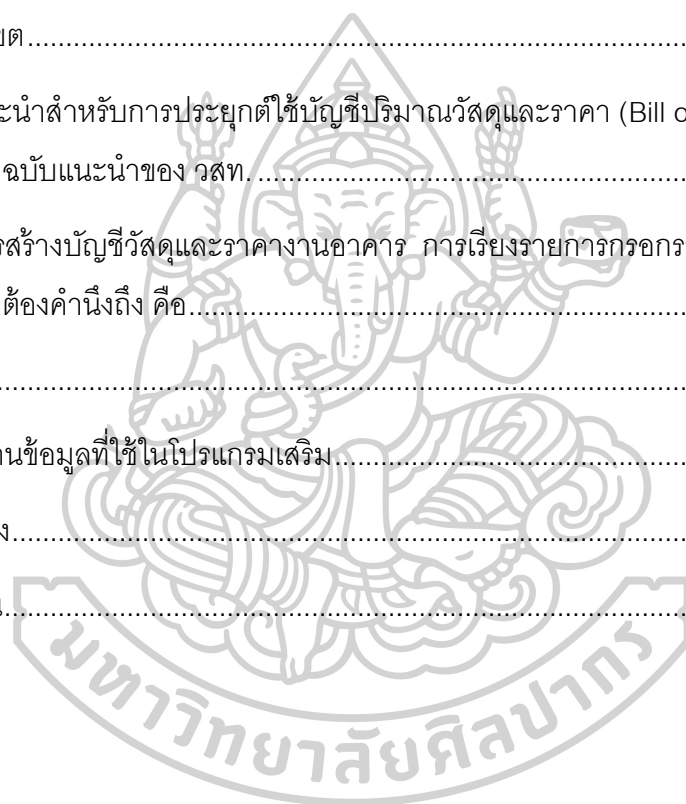 ขต........................................................................................
ะนำสำหรับการประยุกต์ใช้บัญชีปริมาณวัสดุและราคา (Bill o
ฉบับแนะนำของ วสท. ........................................................
รสร้างบัญชีวัสดุและราคางานอาคาร การเรียงรายการกรอกร
ต้องคำนึงถึง คือ................................................................
........................................................................................
านข้อมูลที่ใช้ในโปรแกรมเสริม.............................................
ง........................................................................................
น........................................................................................
มหาวิทยาลัยศิลปากร